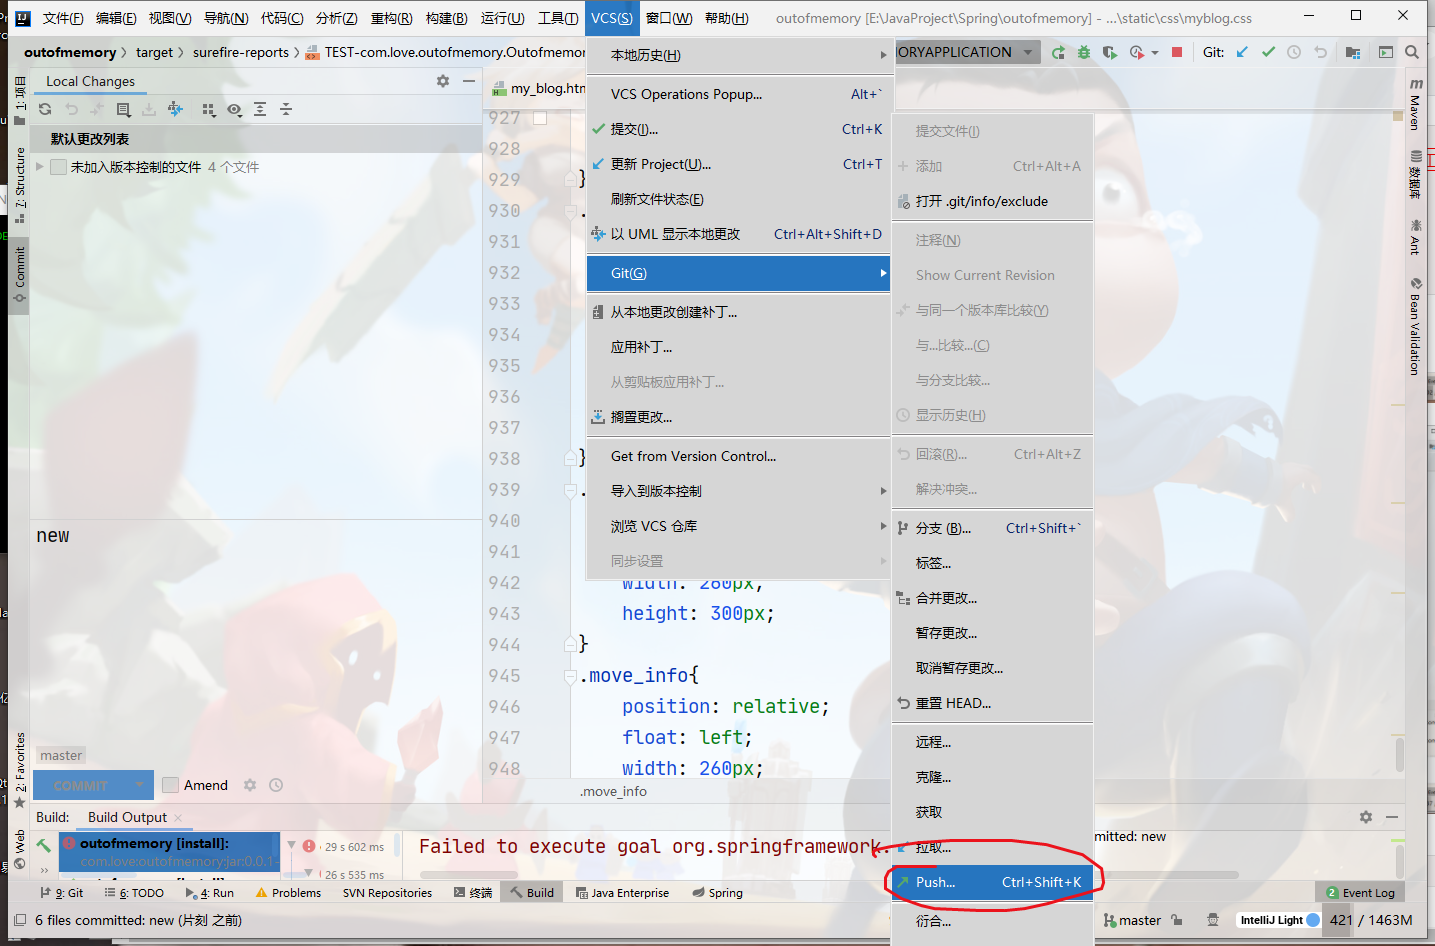 文件(F) 编辑(E) 视图(V) 导航(N) 代码(C) 分析(Z) 重构(R) 构建(B) 运行(U) 工具(T) VCS(S) 窗口(W) 帮助(H) outofmemory [E:\JavaProject\Spring\outofmemory] - ...\static\css\myblog.css
outofmemory target surefire-reports TEST-com.love.outofmemory.Outofmemor
ORYAPPLICATION Git:
Local Changes
默认更改列表
未加入版本控制的文件 4 个文件
1: 项目
7: Structure
Commit
2: Favorites
Web
my_blog.htm
927
928
929 }
930 .
931
932
933
934
935
936
937
938 }
939 .
940
941
942 width: 260px;
943 height: 300px;
944 }
945 .move_info{
946 position: relative;
947 float: left;
948 width: 260px;
.move_info
本地历史(H)
VCS Operations Popup... Alt+`
提交(I)... Ctrl+K
更新 Project(U)... Ctrl+T
刷新文件状态(E)
以 UML 显示本地更改 Ctrl+Alt+Shift+D
Git(G)
从本地更改创建补丁...
应用补丁...
从剪贴板应用补丁...
搁置更改...
Get from Version Control...
导入到版本控制
浏览 VCS 仓库
同步设置
提交文件(I)
添加 Ctrl+Alt+A
打开 .git/info/exclude
注释(N)
Show Current Revision
与同一个版本库比较(Y)
与...比较...(C)
与分支比较...
显示历史(H)
回滚(R)... Ctrl+Alt+Z
解决冲突...
分支 (B)... Ctrl+Shift+`
标签...
合并更改...
暂存更改...
取消暂存更改...
重置 HEAD...
远程...
克隆...
获取
拉取...
Push... Ctrl+Shift+K
衍合...
Maven
数据库
Ant
Bean Validation
new
master
COMMIT Amend
Build: Build Output
outofmemory [install]:
com.love:outofmemory:jar:0.0.1-
29 s 602 ms
26 s 535 ms
Failed to execute goal org.springframework.
mitted: new
9: Git 6: TODO 4: Run Problems SVN Repositories 终端 Build Java Enterprise Spring 2 Event Log
6 files committed: new (片刻 之前) master IntelliJ Light 421 / 1463M